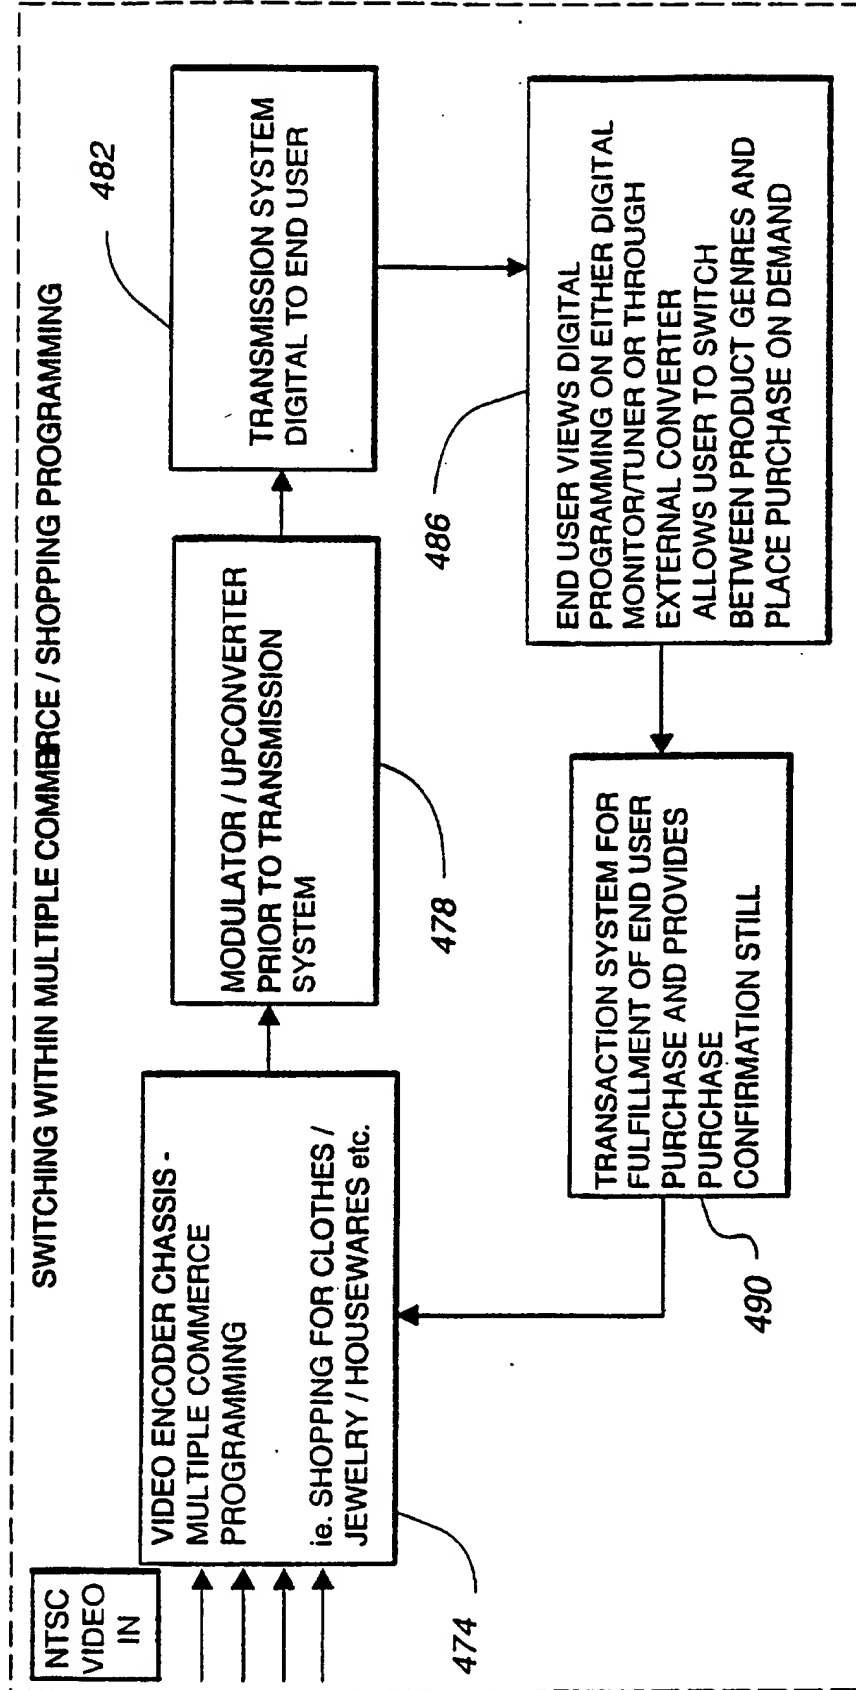 SWITCHING WITHIN MULTIPLE COMMERCE / SHOPPING PROGRAMMING
NTSC
VIDEO
IN
VIDEO ENCODER CHASSIS -
MULTIPLE COMMERCE
PROGRAMMING
ie. SHOPPING FOR CLOTHES /
JEWELRY / HOUSEWARES etc.
474
MODULATOR / UPCONVERTER
PRIOR TO TRANSMISSION
SYSTEM
478
TRANSMISSION SYSTEM
DIGITAL TO END USER
482
END USER VIEWS DIGITAL
PROGRAMMING ON EITHER DIGITAL
MONITOR/TUNER OR THROUGH
EXTERNAL CONVERTER
ALLOWS USER TO SWITCH
BETWEEN PRODUCT GENRES AND
PLACE PURCHASE ON DEMAND
486
TRANSACTION SYSTEM FOR
FULFILLMENT OF END USER
PURCHASE AND PROVIDES
PURCHASE
CONFIRMATION STILL
490